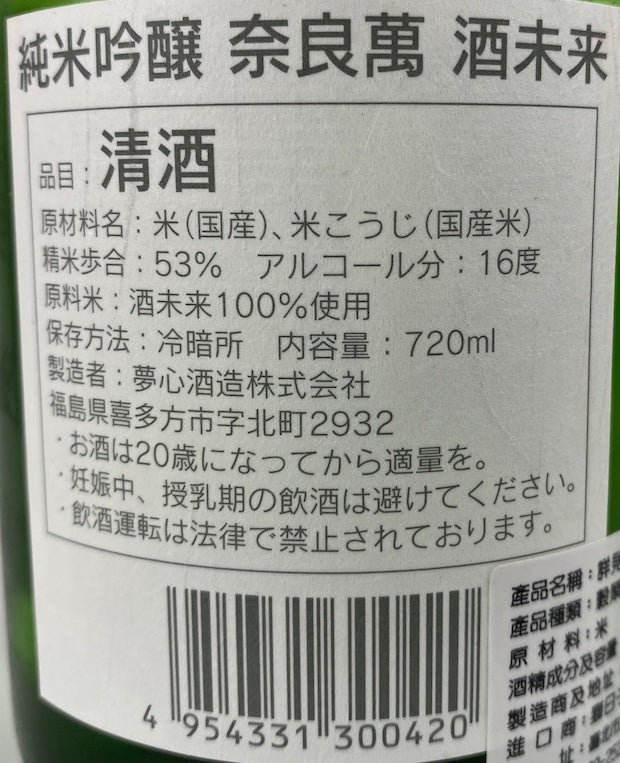 純米吟醸 奈良萬 酒未来
品目：清酒
原材料名：米（国産）、米こうじ（国産米）
精米歩合：53％　アルコール分：16度
原料米：酒未来100％使用
保存方法：冷暗所　内容量：720ml
製造者：夢心酒造株式会社
福島県喜多方市字北町2932
・お酒は20歳になってから適量を。
・妊娠中、授乳期の飲酒は避けてください。
・飲酒運転は法律で禁止されております。
4 954331 300420
產品名稱：詳見
產品種類：穀類
原材料：米
酒精成分及容量
製造商及地址：
進口商：
址：